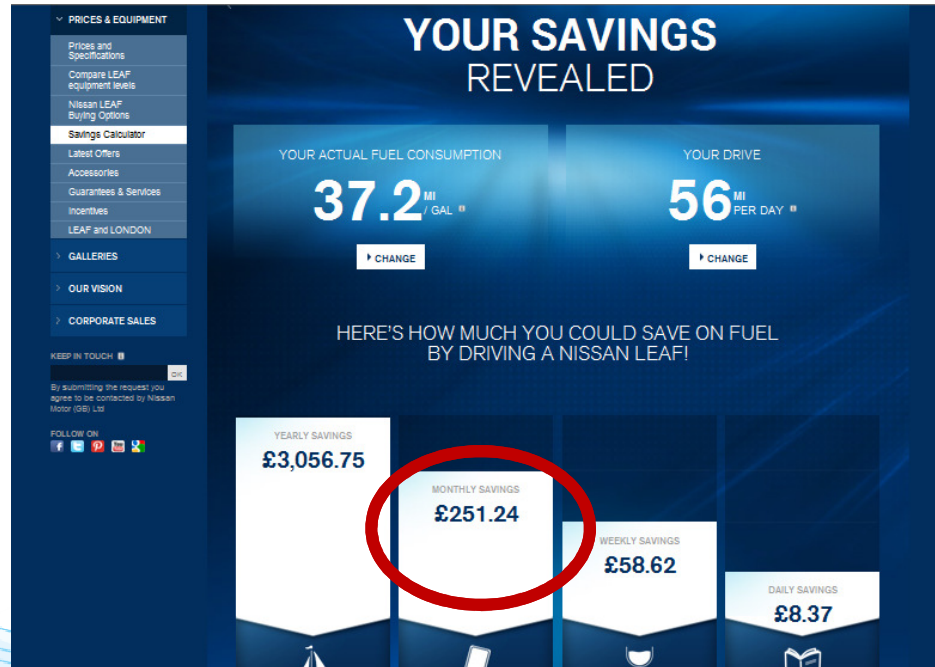 PRICES & EQUIPMENT
Prices and
Specifications
Compare LEAF
equipment levels
Nissan LEAF
Buying Options
Savings Calculator
Latest Offers
Accessories
Guarantees & Services
Incentives
LEAF and LONDON
GALLERIES
OUR VISION
CORPORATE SALES
KEEP IN TOUCH
OK
By submitting the request you
agree to be contacted by Nissan
Motor (GB) Ltd
FOLLOW ON
YOUR SAVINGS
REVEALED
YOUR ACTUAL FUEL CONSUMPTION
37.2 MI
/ GAL
CHANGE
YOUR DRIVE
56 MI
PER DAY
CHANGE
HERE'S HOW MUCH YOU COULD SAVE ON FUEL
BY DRIVING A NISSAN LEAF!
YEARLY SAVINGS
£3,056.75
MONTHLY SAVINGS
£251.24
WEEKLY SAVINGS
£58.62
DAILY SAVINGS
£8.37